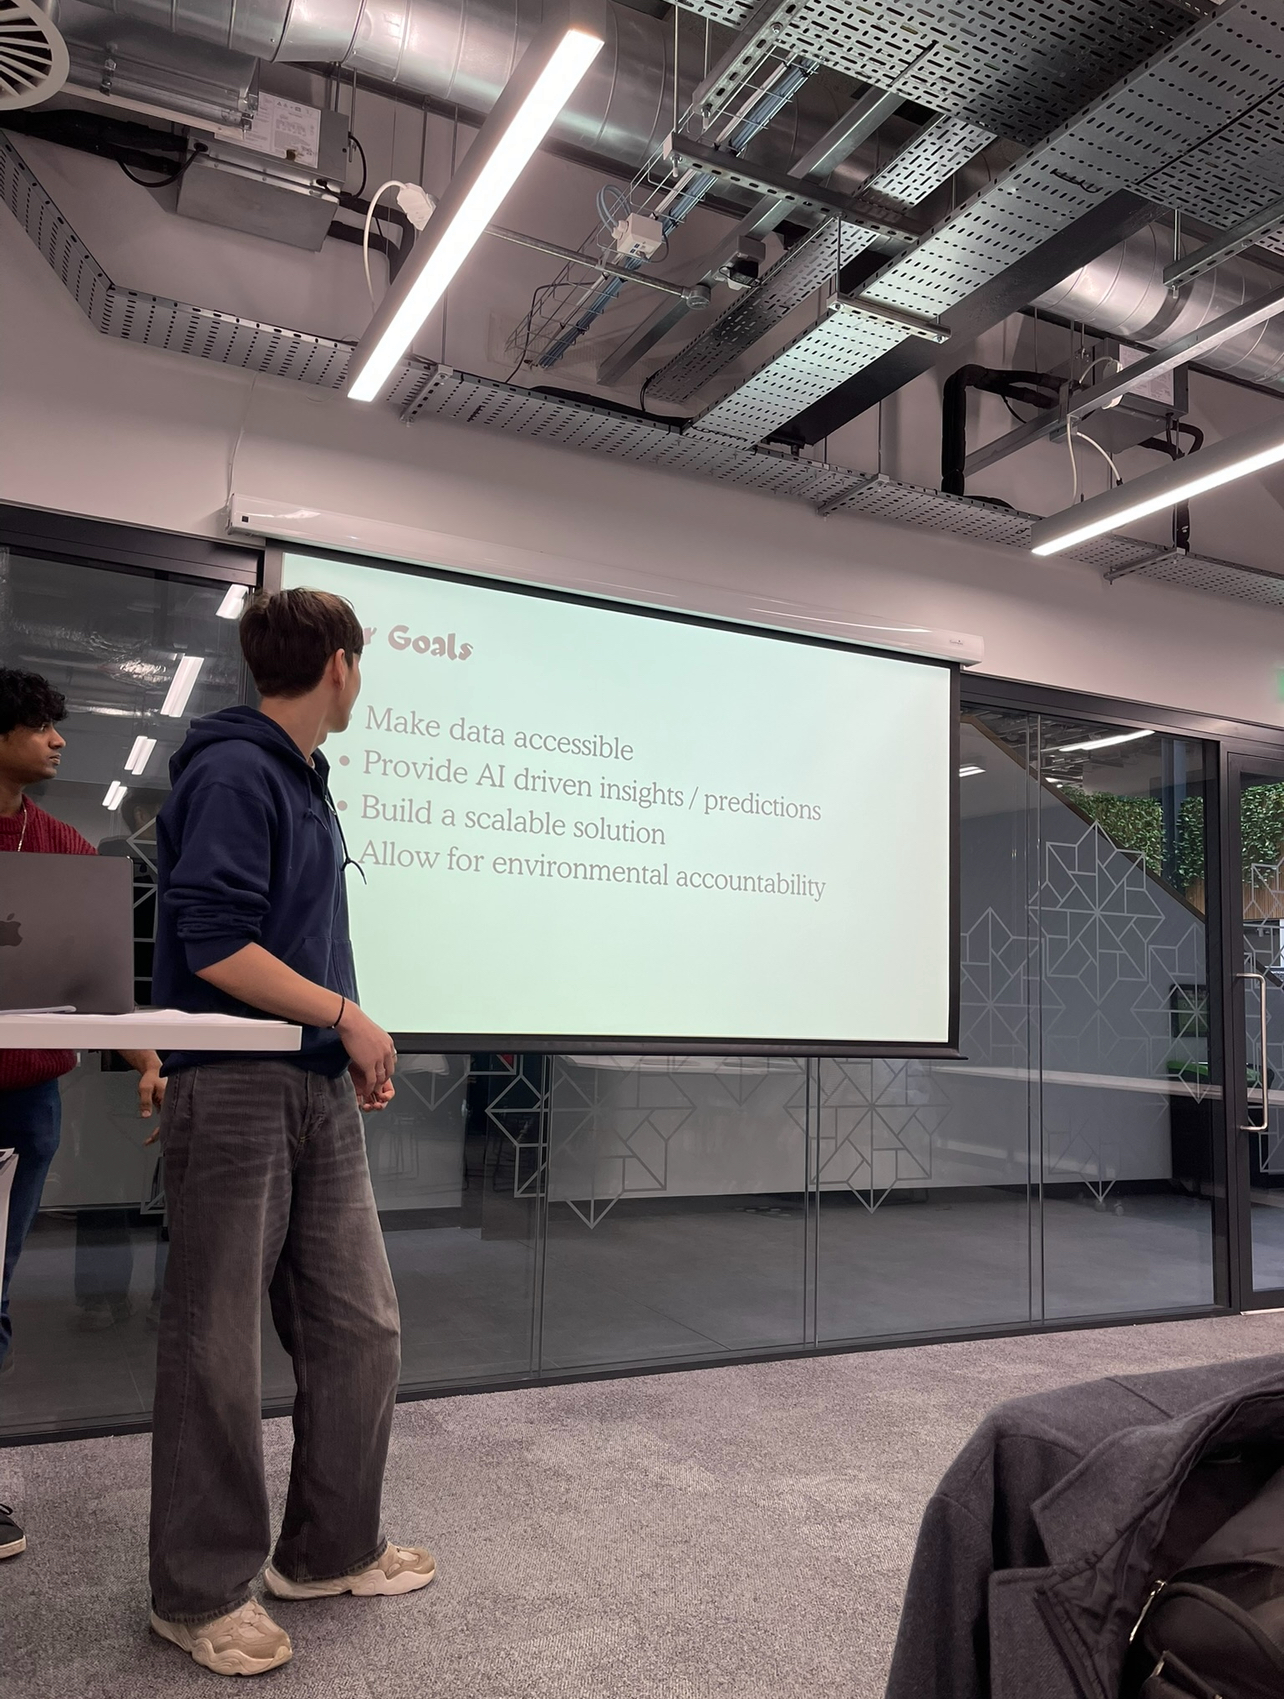 Goals
• Make data accessible
• Provide AI driven insights / predictions
• Build a scalable solution
Allow for environmental accountability